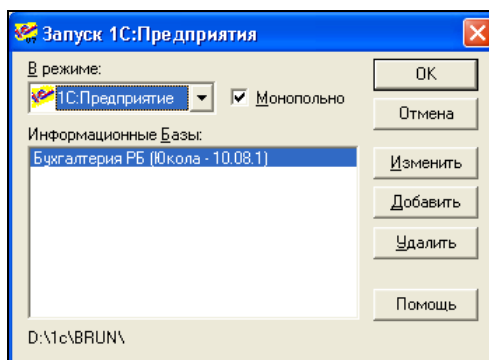 Запуск 1С:Предприятия
В режиме:
1С:Предприятие
Монопольно
Информационные Базы:
Бухгалтерия РБ (Юкола - 10.08.1)
OK
Отмена
Изменить
Добавить
Удалить
Помощь
D:\1c\BRUN\